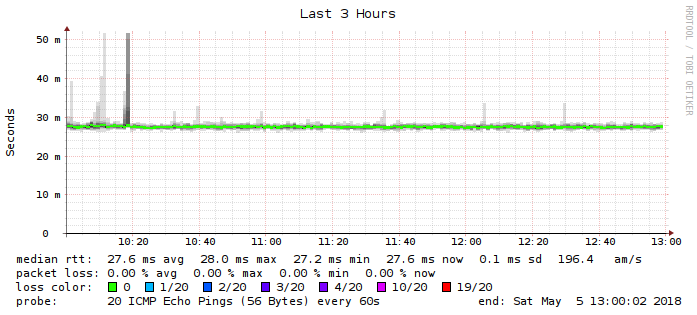 Last 3 Hours
RRDTOOL / TOBI OETIKER
Seconds
50 m
40 m
30 m
20 m
10 m
0
10:20 10:40 11:00 11:20 11:40 12:00 12:20 12:40 13:00
median rtt: 27.6 ms avg 28.0 ms max 27.2 ms min 27.6 ms now 0.1 ms sd 196.4 am/s
packet loss: 0.00 % avg 0.00 % max 0.00 % min 0.00 % now
loss color: 0 1/20 2/20 3/20 4/20 10/20 19/20
probe: 20 ICMP Echo Pings (56 Bytes) every 60s end: Sat May 5 13:00:02 2018